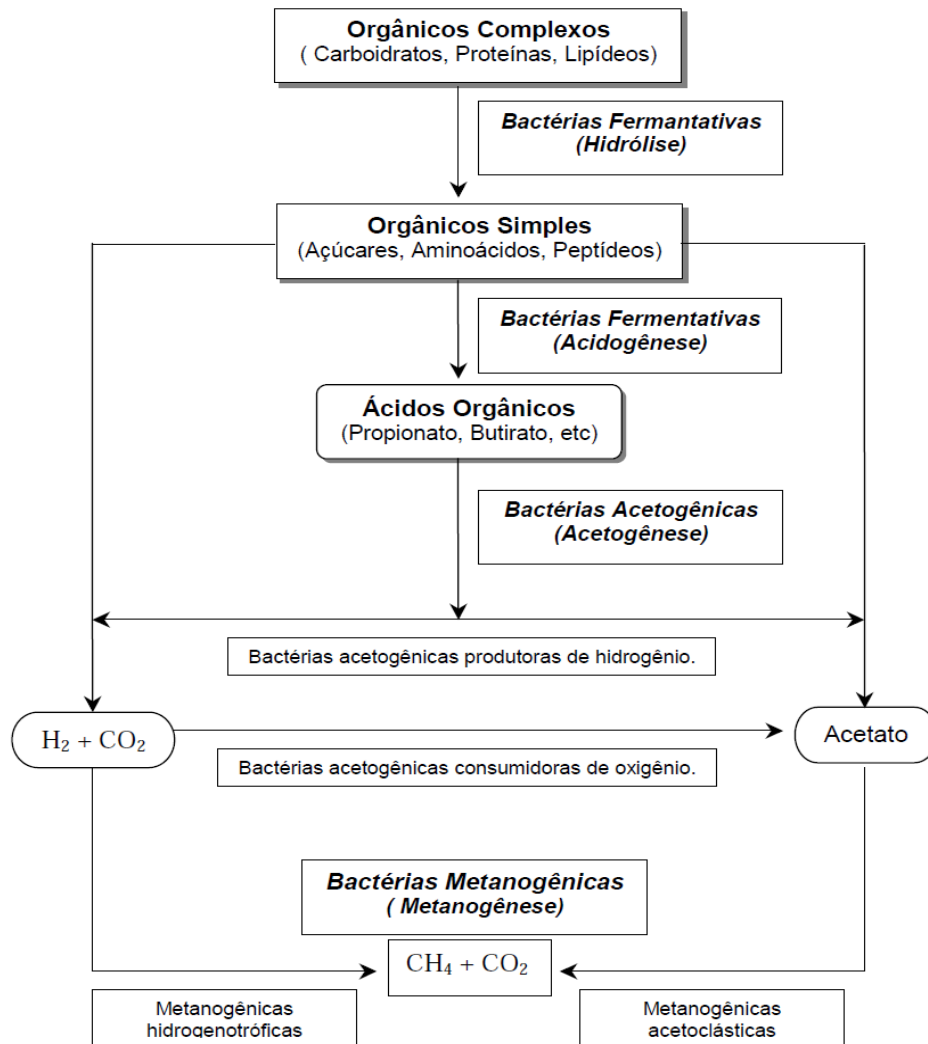 Orgânicos Complexos
( Carboidratos, Proteínas, Lipídeos)
Bactérias Fermantativas
(Hidrólise)
Orgânicos Simples
(Açúcares, Aminoácidos, Peptídeos)
Bactérias Fermentativas
(Acidogênese)
Ácidos Orgânicos
(Propionato, Butirato, etc)
Bactérias Acetogênicas
(Acetogênese)
Bactérias acetogênicas produtoras de hidrogênio.
H₂ + CO₂
Acetato
Bactérias acetogênicas consumidoras de oxigênio.
Bactérias Metanogênicas
( Metanogênese)
CH₄ + CO₂
Metanogênicas
hidrogenotróficas
Metanogênicas
acetoclásticas